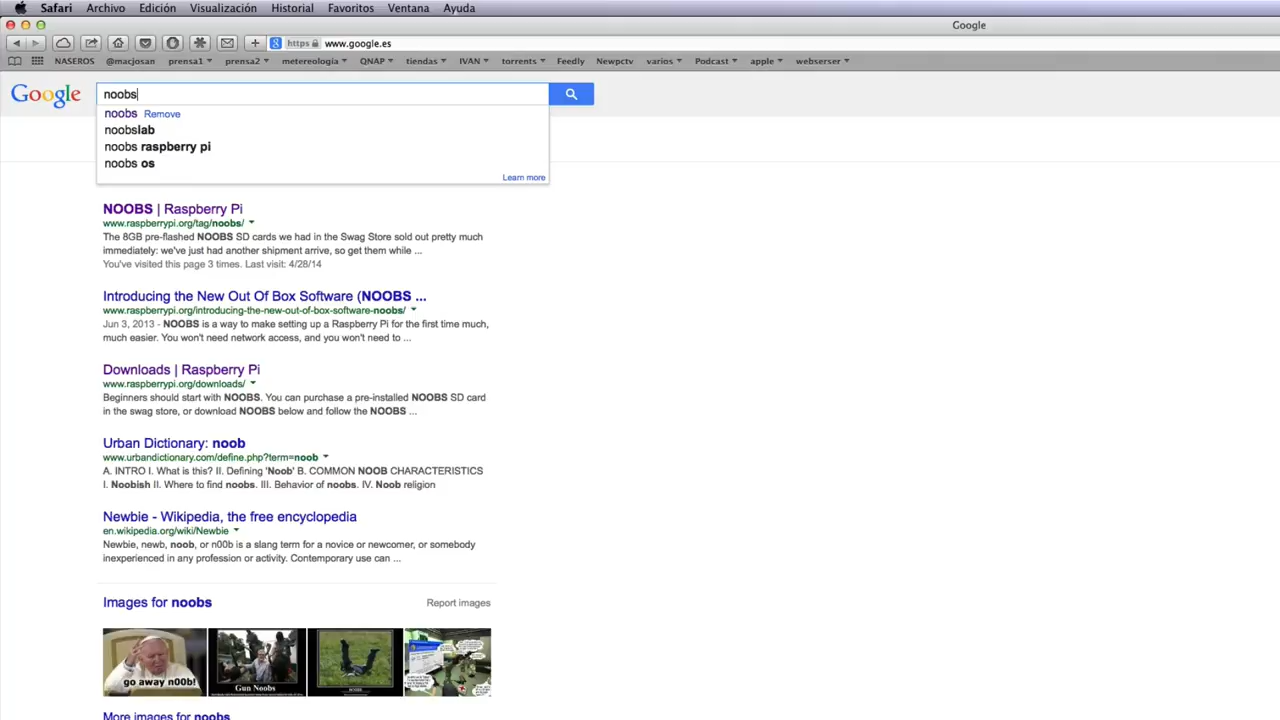 Safari Archivo Edición Visualización Historial Favoritos Ventana Ayuda
Google
https www.google.es
NASEROS @macjosan prensa1 prensa2 metereologia QNAP tiendas IVAN torrents Feedly Newpctv varios Podcast apple webserser
Google noobs
noobs Remove
noobslab
noobs raspberry pi
noobs os
Learn more
NOOBS | Raspberry Pi
www.raspberrypi.org/tag/noobs/
The 8GB pre-flashed NOOBS SD cards we had in the Swag Store sold out pretty much
immediately: we've just had another shipment arrive, so get them while ...
You've visited this page 3 times. Last visit: 4/28/14
Introducing the New Out Of Box Software (NOOBS ...
www.raspberrypi.org/introducing-the-new-out-of-box-software-noobs/
Jun 3, 2013 - NOOBS is a way to make setting up a Raspberry Pi for the first time much,
much easier. You won't need network access, and you won't need to ...
Downloads | Raspberry Pi
www.raspberrypi.org/downloads/
Beginners should start with NOOBS. You can purchase a pre-installed NOOBS SD card
in the swag store, or download NOOBS below and follow the NOOBS ...
Urban Dictionary: noob
www.urbandictionary.com/define.php?term=noob
A. INTRO I. What is this? II. Defining 'Noob' B. COMMON NOOB CHARACTERISTICS
I. Noobish II. Where to find noobs. III. Behavior of noobs. IV. Noob religion
Newbie - Wikipedia, the free encyclopedia
en.wikipedia.org/wiki/Newbie
Newbie, newb, noob, or n00b is a slang term for a novice or newcomer, or somebody
inexperienced in any profession or activity. Contemporary use can ...
Images for noobs Report images
go away n00b!
Gun Noobs
NOOBS
More images for noobs